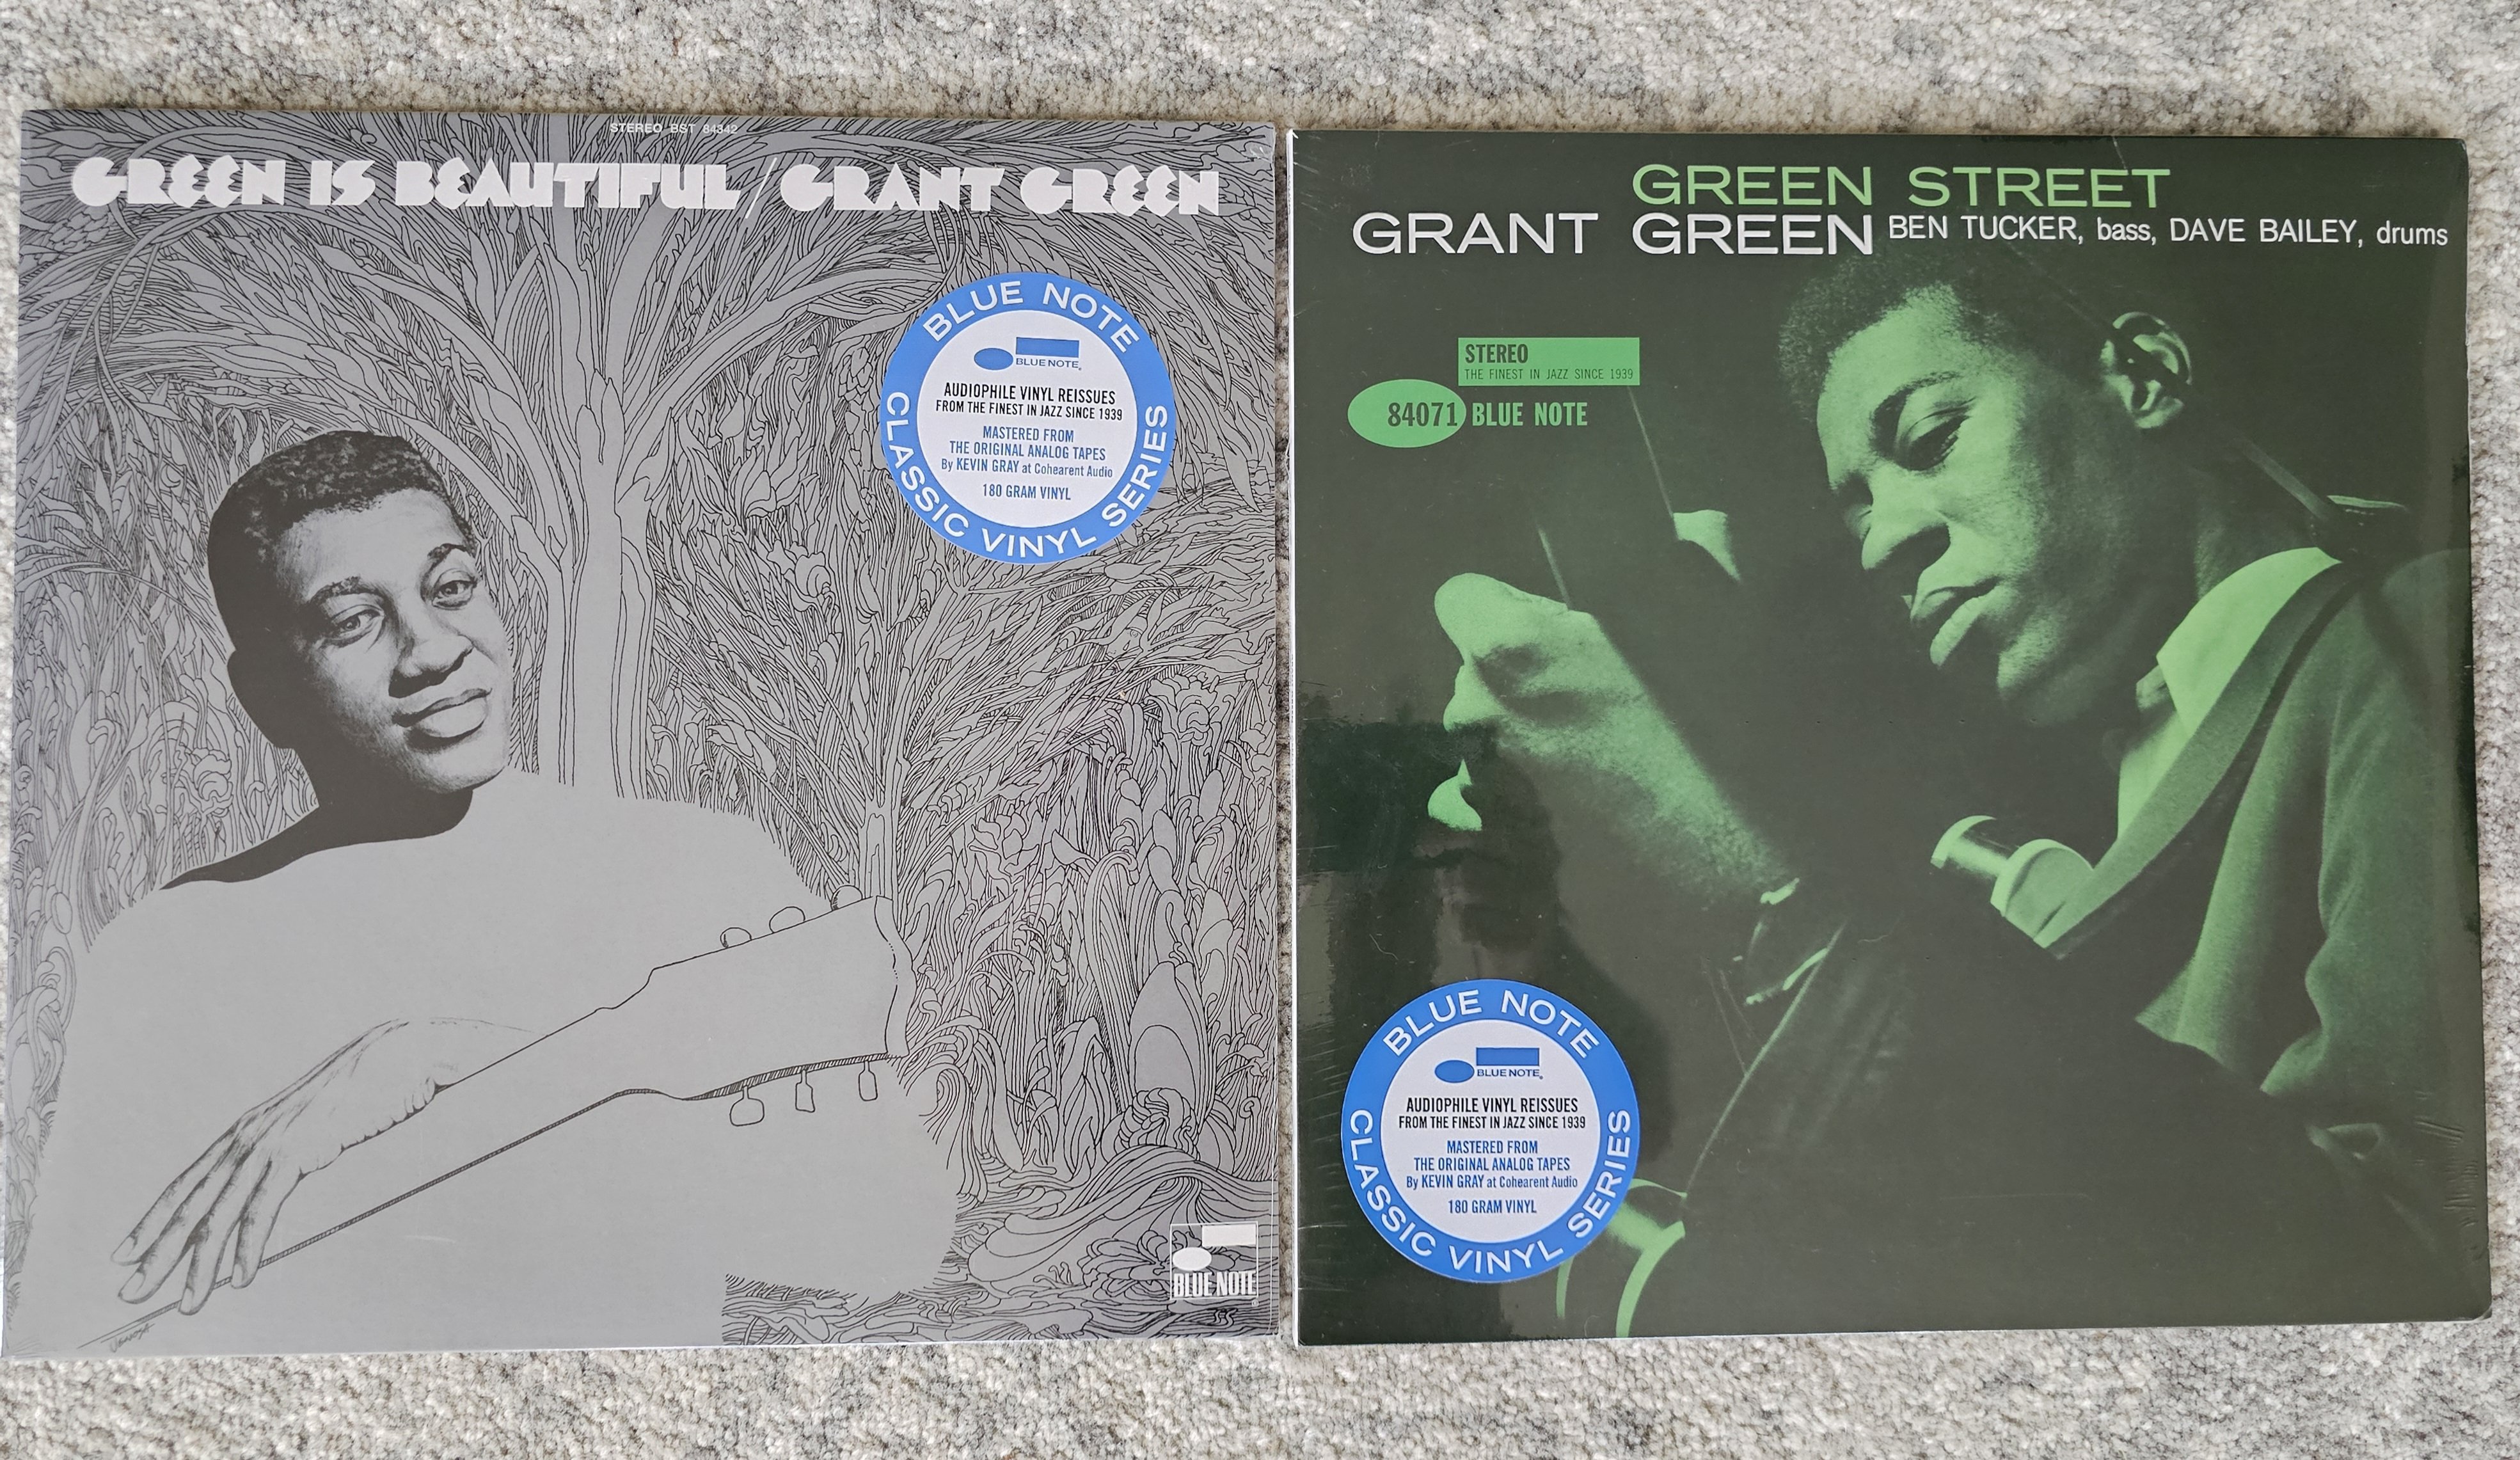 STEREO BST 84342
GREEN IS BEAUTIFUL/GRANT GREEN
BLUE NOTE
BLUE NOTE
AUDIOPHILE VINYL REISSUES
FROM THE FINEST IN JAZZ SINCE 1939
MASTERED FROM
THE ORIGINAL ANALOG TAPES
By KEVIN GRAY at Cohearent Audio
180 GRAM VINYL
CLASSIC VINYL SERIES
BLUE NOTE
GREEN STREET
GRANT GREEN BEN TUCKER, bass, DAVE BAILEY, drums
STEREO
THE FINEST IN JAZZ SINCE 1939
84071 BLUE NOTE
BLUE NOTE
BLUE NOTE
AUDIOPHILE VINYL REISSUES
FROM THE FINEST IN JAZZ SINCE 1939
MASTERED FROM
THE ORIGINAL ANALOG TAPES
By KEVIN GRAY at Cohearent Audio
180 GRAM VINYL
CLASSIC VINYL SERIES